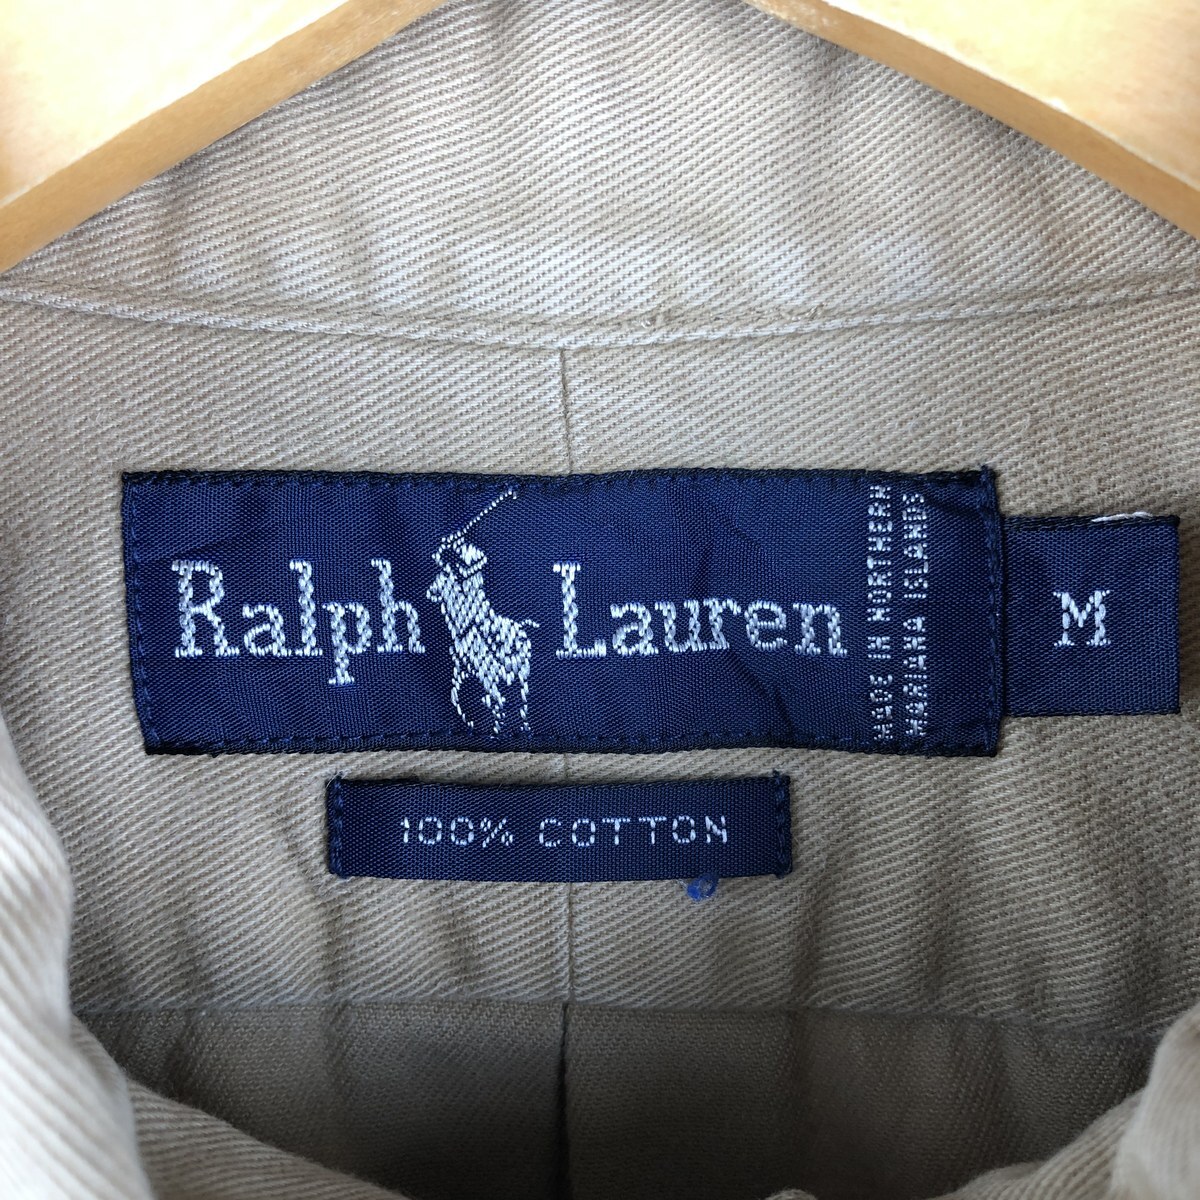 Ralph Lauren
MADE IN NORTHERN
MARIANA ISLANDS
M
100% COTTON